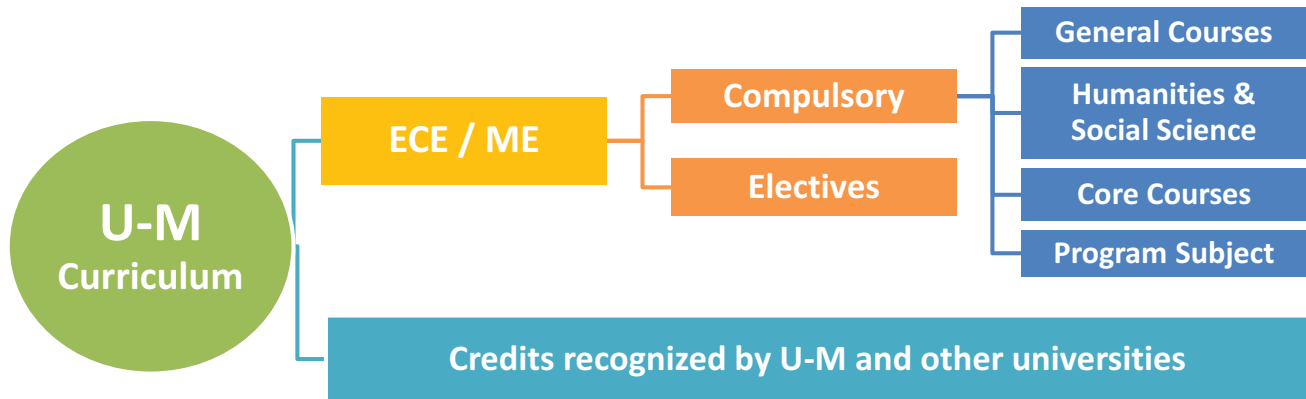 U-M
Curriculum
ECE / ME
Compulsory
Electives
General Courses
Humanities &
Social Science
Core Courses
Program Subject
Credits recognized by U-M and other universities